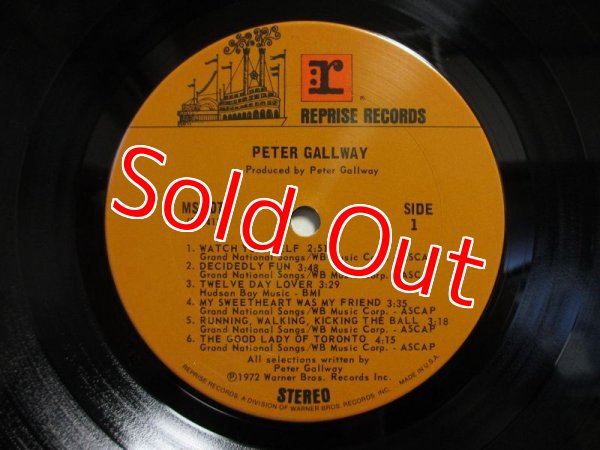 r
®
REPRISE RECORDS
PETER GALLWAY
Produced by Peter Gallway
SIDE
1
Sold Out
1. WATCH 2:51
Grand National Songs/WB Music Corp. - ASCAP
2. DECIDEDLY FUN 3:48
Grand National Songs/WB Music Corp. - ASCAP
3. TWELVE DAY LOVER 3:29
Hudson Bay Music - BMI
4. MY SWEETHEART WAS MY FRIEND 3:35
Grand National Songs/WB Music Corp. - ASCAP
5. RUNNING, WALKING, KICKING THE BALL 3:18
Grand National Songs/WB Music Corp. - ASCAP
6. THE GOOD LADY OF TORONTO 4:15
Grand National Songs/WB Music Corp. - ASCAP
All selections written by
Peter Gallway
℗1972 Warner Bros. Records Inc.
STEREO
REPRISE RECORDS, A DIVISION OF WARNER BROS. RECORDS, INC. MADE IN U.S.A.